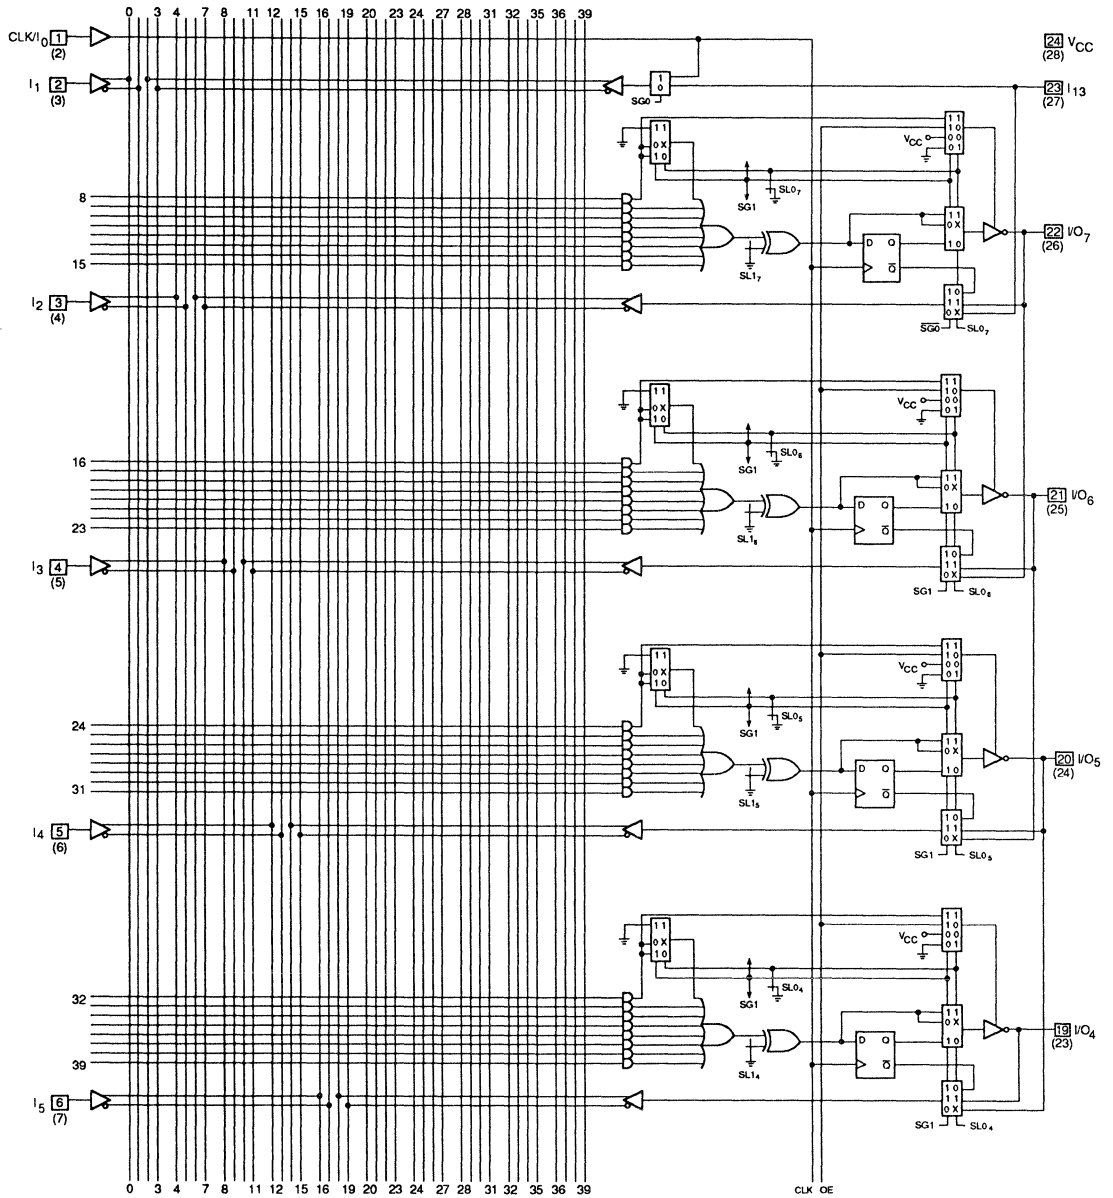 0 3 4 7 8 11 12 15 16 19 20 23 24 27 28 31 32 35 36 39
CLK/I0 1 (2)
24 VCC (28)
I1 2 (3)
1 0
SG0
23 I13 (27)
11 0X 10
11 10 00 01
VCC
SL07
SG1
8
15
SL17
D Q Q̅
11 0X 10
22 I/O7 (26)
I2 3 (4)
10 11 0X
S̅G̅0̅ SL07
11 0X 10
11 10 00 01
VCC
SL06
SG1
16
23
SL16
D Q Q̅
11 0X 10
21 I/O6 (25)
I3 4 (5)
10 11 0X
SG1 SL06
11 0X 10
11 10 00 01
VCC
SL05
SG1
24
31
SL15
D Q Q̅
11 0X 10
20 I/O5 (24)
I4 5 (6)
10 11 0X
SG1 SL05
11 0X 10
11 10 00 01
VCC
SL04
SG1
32
39
SL14
D Q Q̅
11 0X 10
19 I/O4 (23)
I5 6 (7)
10 11 0X
SG1 SL04
0 3 4 7 8 11 12 15 16 19 20 23 24 27 28 31 32 35 36 39
CLK OE